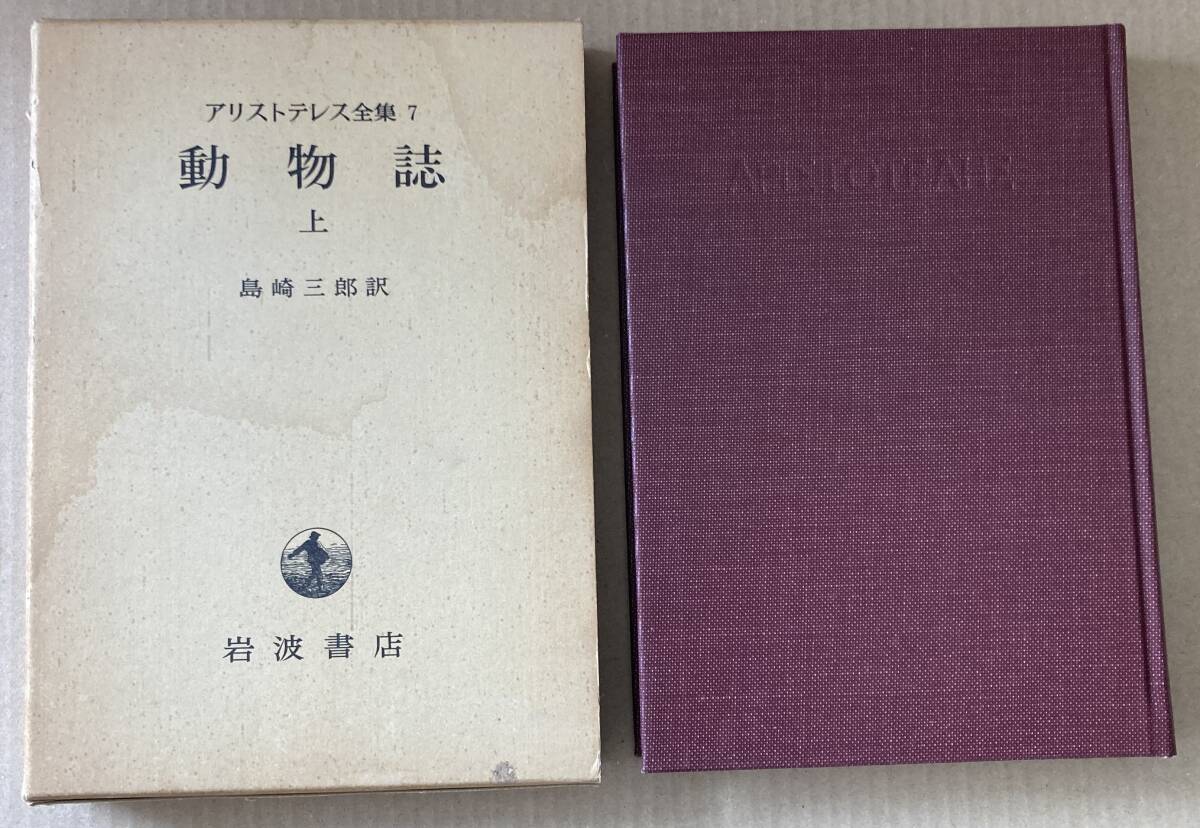 アリストテレス全集 7
動物誌
上
島崎三郎訳
岩波書店